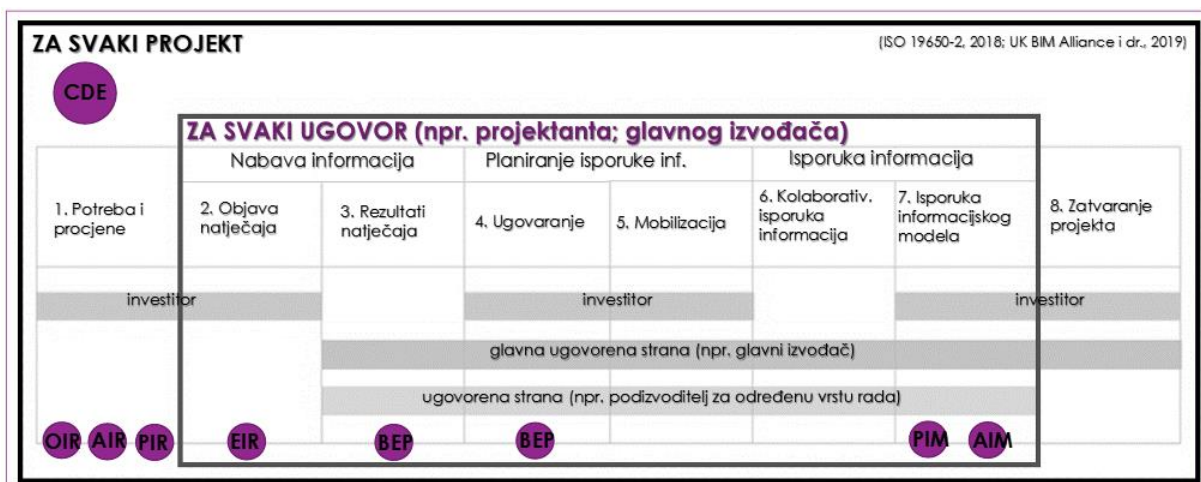 ZA SVAKI PROJEKT
(ISO 19650-2, 2018; UK BIM Alliance i dr., 2019)
CDE
ZA SVAKI UGOVOR (npr. projektanta; glavnog izvođača)
Nabava informacija
Planiranje isporuke inf.
Isporuka informacija
1. Potreba i
procjene
2. Objava
natječaja
3. Rezultati
natječaja
4. Ugovaranje
5. Mobilizacija
6. Kolaborativ.
isporuka
informacija
7. Isporuka
informacijskog
modela
8. Zatvaranje
projekta
investitor
investitor
investitor
glavna ugovorena strana (npr. glavni izvođač)
ugovorena strana (npr. podizvoditelj za određenu vrstu rada)
OIR
AIR
PIR
EIR
BEP
BEP
PIM
AIM